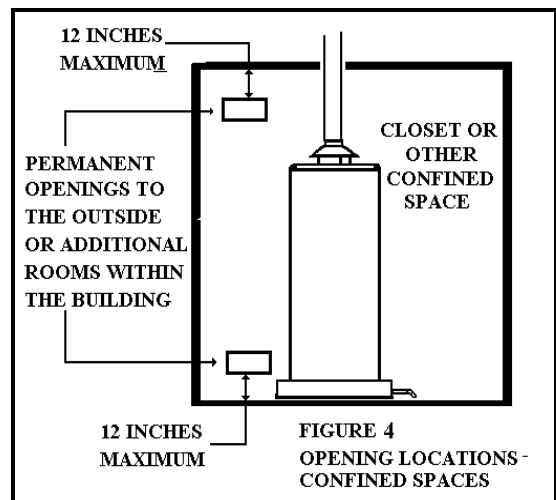 12 INCHES
MAXIMUM
CLOSET OR
OTHER
CONFINED
SPACE
PERMANENT
OPENINGS TO
THE OUTSIDE
OR ADDITIONAL
ROOMS WITHIN
THE BUILDING
12 INCHES
MAXIMUM
FIGURE 4
OPENING LOCATIONS -
CONFINED SPACES